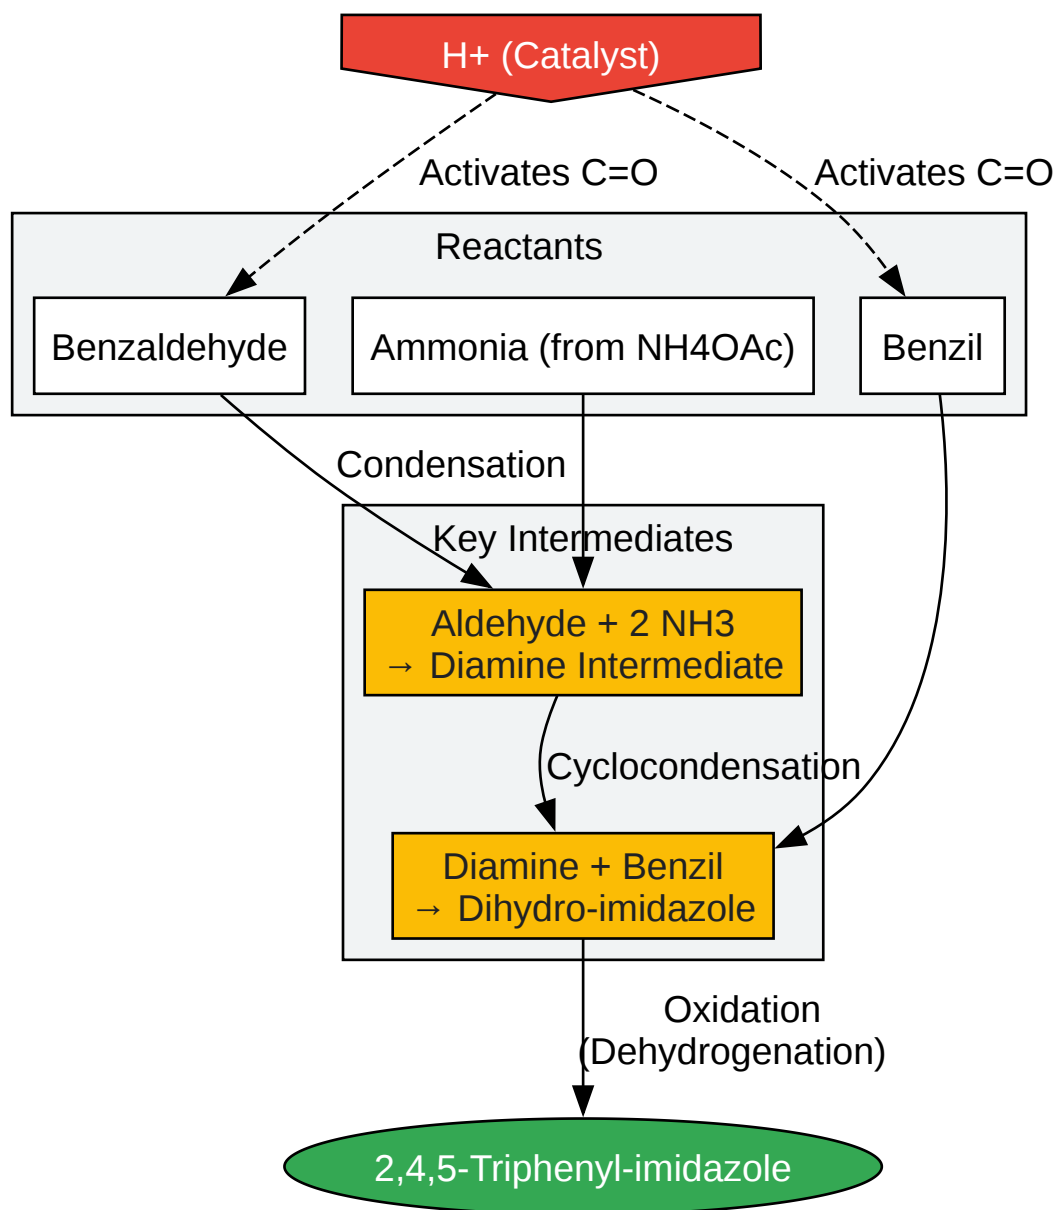 H+ (Catalyst)
Activates C=O
Activates C=O
Reactants
Benzaldehyde
Ammonia (from NH4OAc)
Benzil
Condensation
Key Intermediates
Aldehyde + 2 NH3
→ Diamine Intermediate
Cyclocondensation
Diamine + Benzil
→ Dihydro-imidazole
Oxidation
(Dehydrogenation)
2,4,5-Triphenyl-imidazole